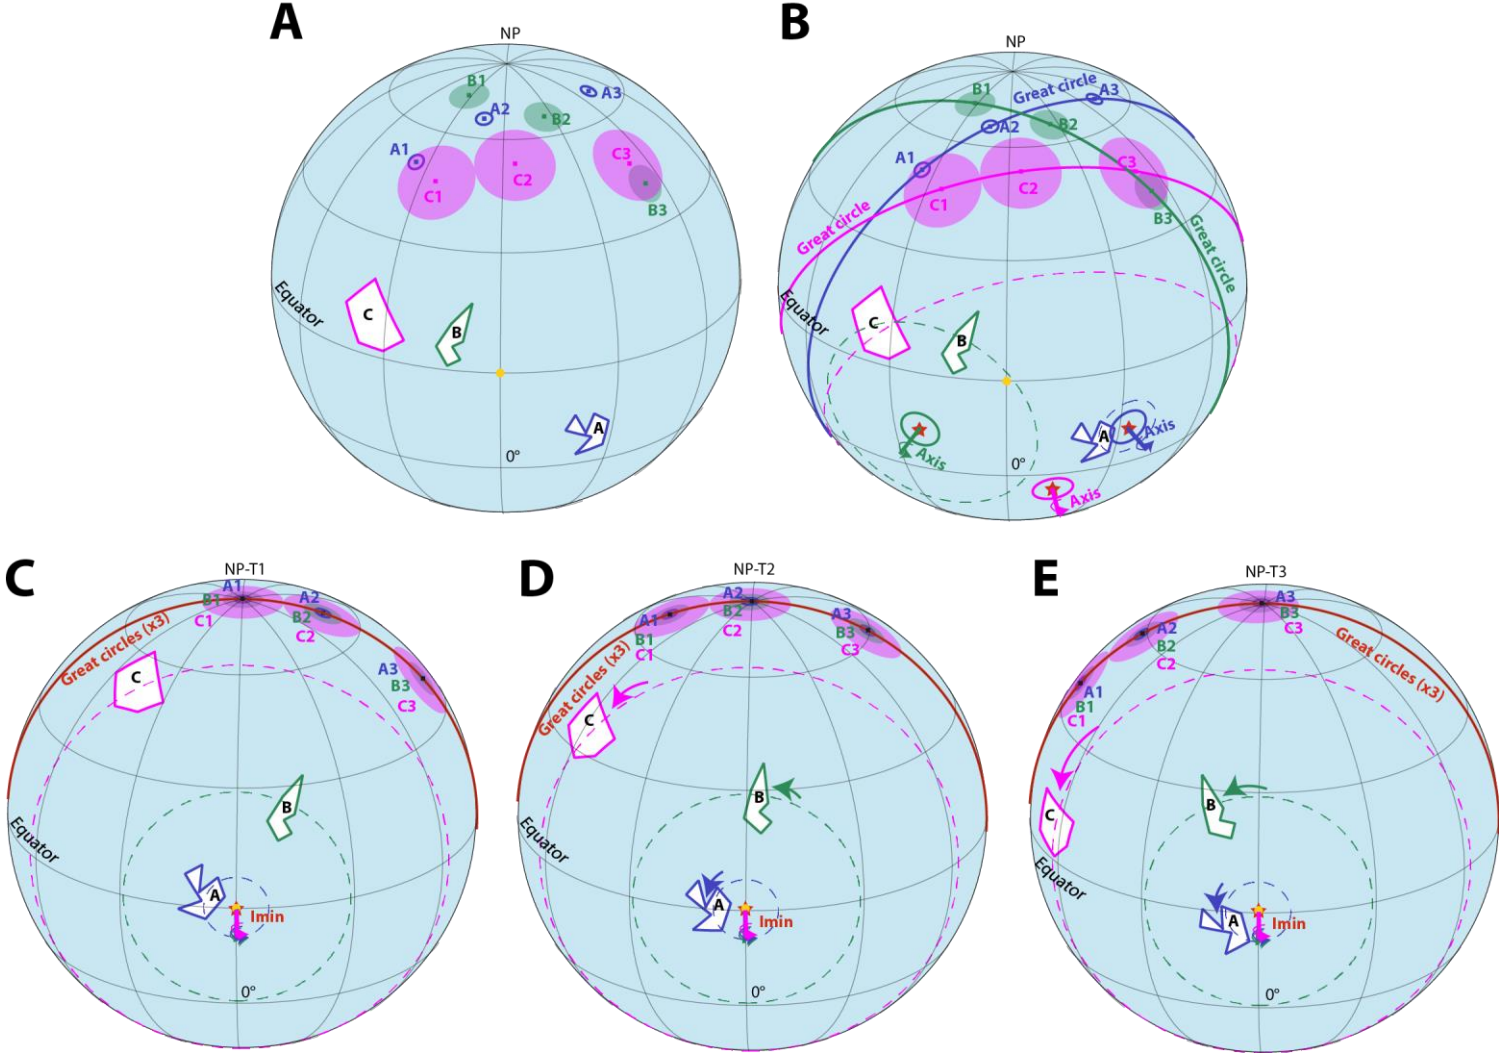 A
NP
B1
A3
A2
B2
A1
C3
C1
C2
B3
Equator
C
B
A
0°
B
NP
Great circle
B1
A3
A2
B2
A1
C3
C1
C2
B3
Great circle
Great circle
Equator
C
B
A
Axis
Axis
0°
Axis
C
NP-T1
A1
B1
A2
C1
B2
C2
Great circles (x3)
A3
B3
C3
C
B
Equator
A
Imin
0°
D
NP-T2
A2
A1
B2
A3
B1
C2
B3
C1
C3
Great circles (x3)
C
B
Equator
A
Imin
0°
E
NP-T3
A3
B3
A2
C3
B2
C2
Great circles (x3)
A1
B1
C1
C
B
Equator
A
Imin
0°